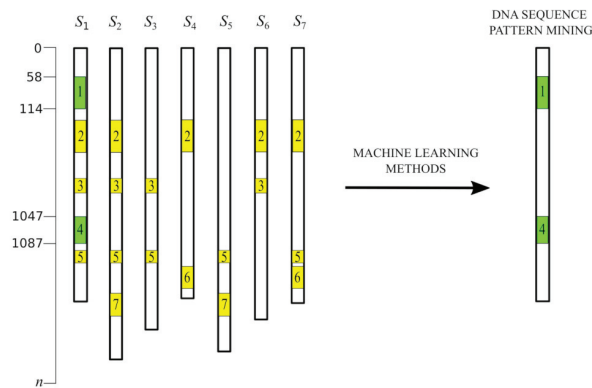 S1 S2 S3 S4 S5 S6 S7
DNA SEQUENCE
PATTERN MINING
0
58
114
1047
1087
n
1 2 3 4 5
2 3 5 7
3 5
2 6
5 7
2 3
2 5 6
MACHINE LEARNING
METHODS
1
4